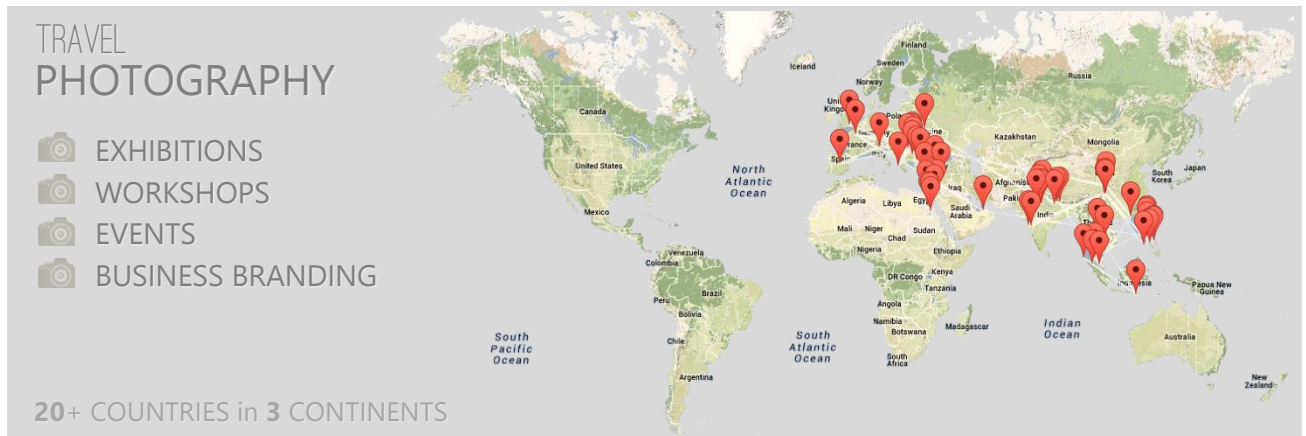 TRAVEL
PHOTOGRAPHY
EXHIBITIONS
WORKSHOPS
EVENTS
BUSINESS BRANDING
20+ COUNTRIES in 3 CONTINENTS
Iceland
Finland
Sweden
Norway
Russia
Canada
Kazakhstan
Mongolia
Spain
United States
North
Atlantic
Ocean
South
Korea
Japan
Algeria
Libya
Saudi
Arabia
India
Mexico
Mali
Niger
Chad
Sudan
Nigeria
Ethiopia
Venezuela
Colombia
DR Congo
Kenya
Tanzania
Papua New
Guinea
Peru
Brazil
Bolivia
Angola
Namibia
Botswana
Madagascar
South
Pacific
Ocean
Chile
South
Atlantic
Ocean
South
Africa
Indian
Ocean
Australia
Argentina
New
Zealand